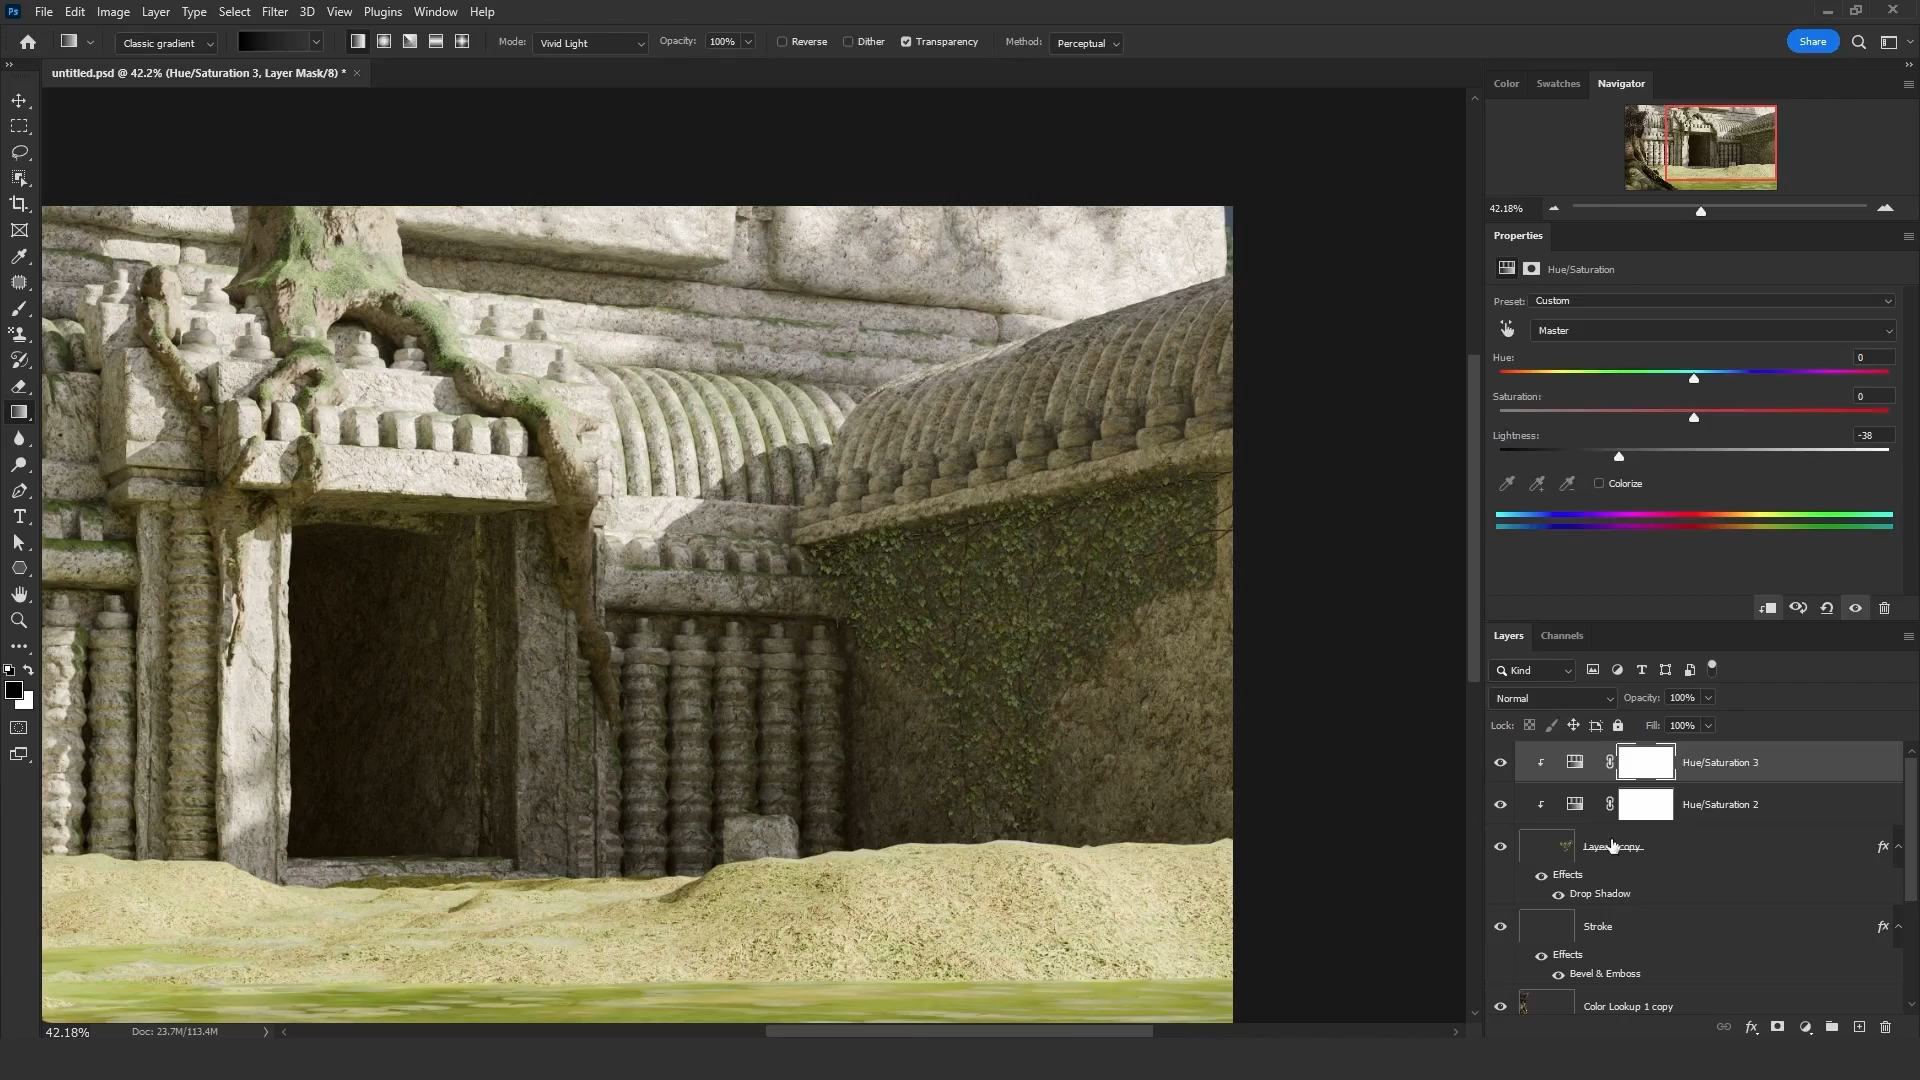 Ps File Edit Image Layer Type Select Filter 3D View Plugins Window Help
Classic gradient Mode: Vivid Light Opacity: 100% Reverse Dither Transparency Method: Perceptual Share
untitled.psd @ 42.2% (Hue/Saturation 3, Layer Mask/8) *
Color Swatches Navigator
42.18%
Properties
Hue/Saturation
Preset: Custom
Master
Hue: 0
Saturation: 0
Lightness: -38
Colorize
Layers Channels
Kind
Normal Opacity: 100%
Lock: Fill: 100%
Hue/Saturation 3
Hue/Saturation 2
copy fx
Effects
Drop Shadow
Stroke fx
Effects
Bevel & Emboss
Color Lookup 1 copy
42.18% Doc: 23.7M/113.4M
fx